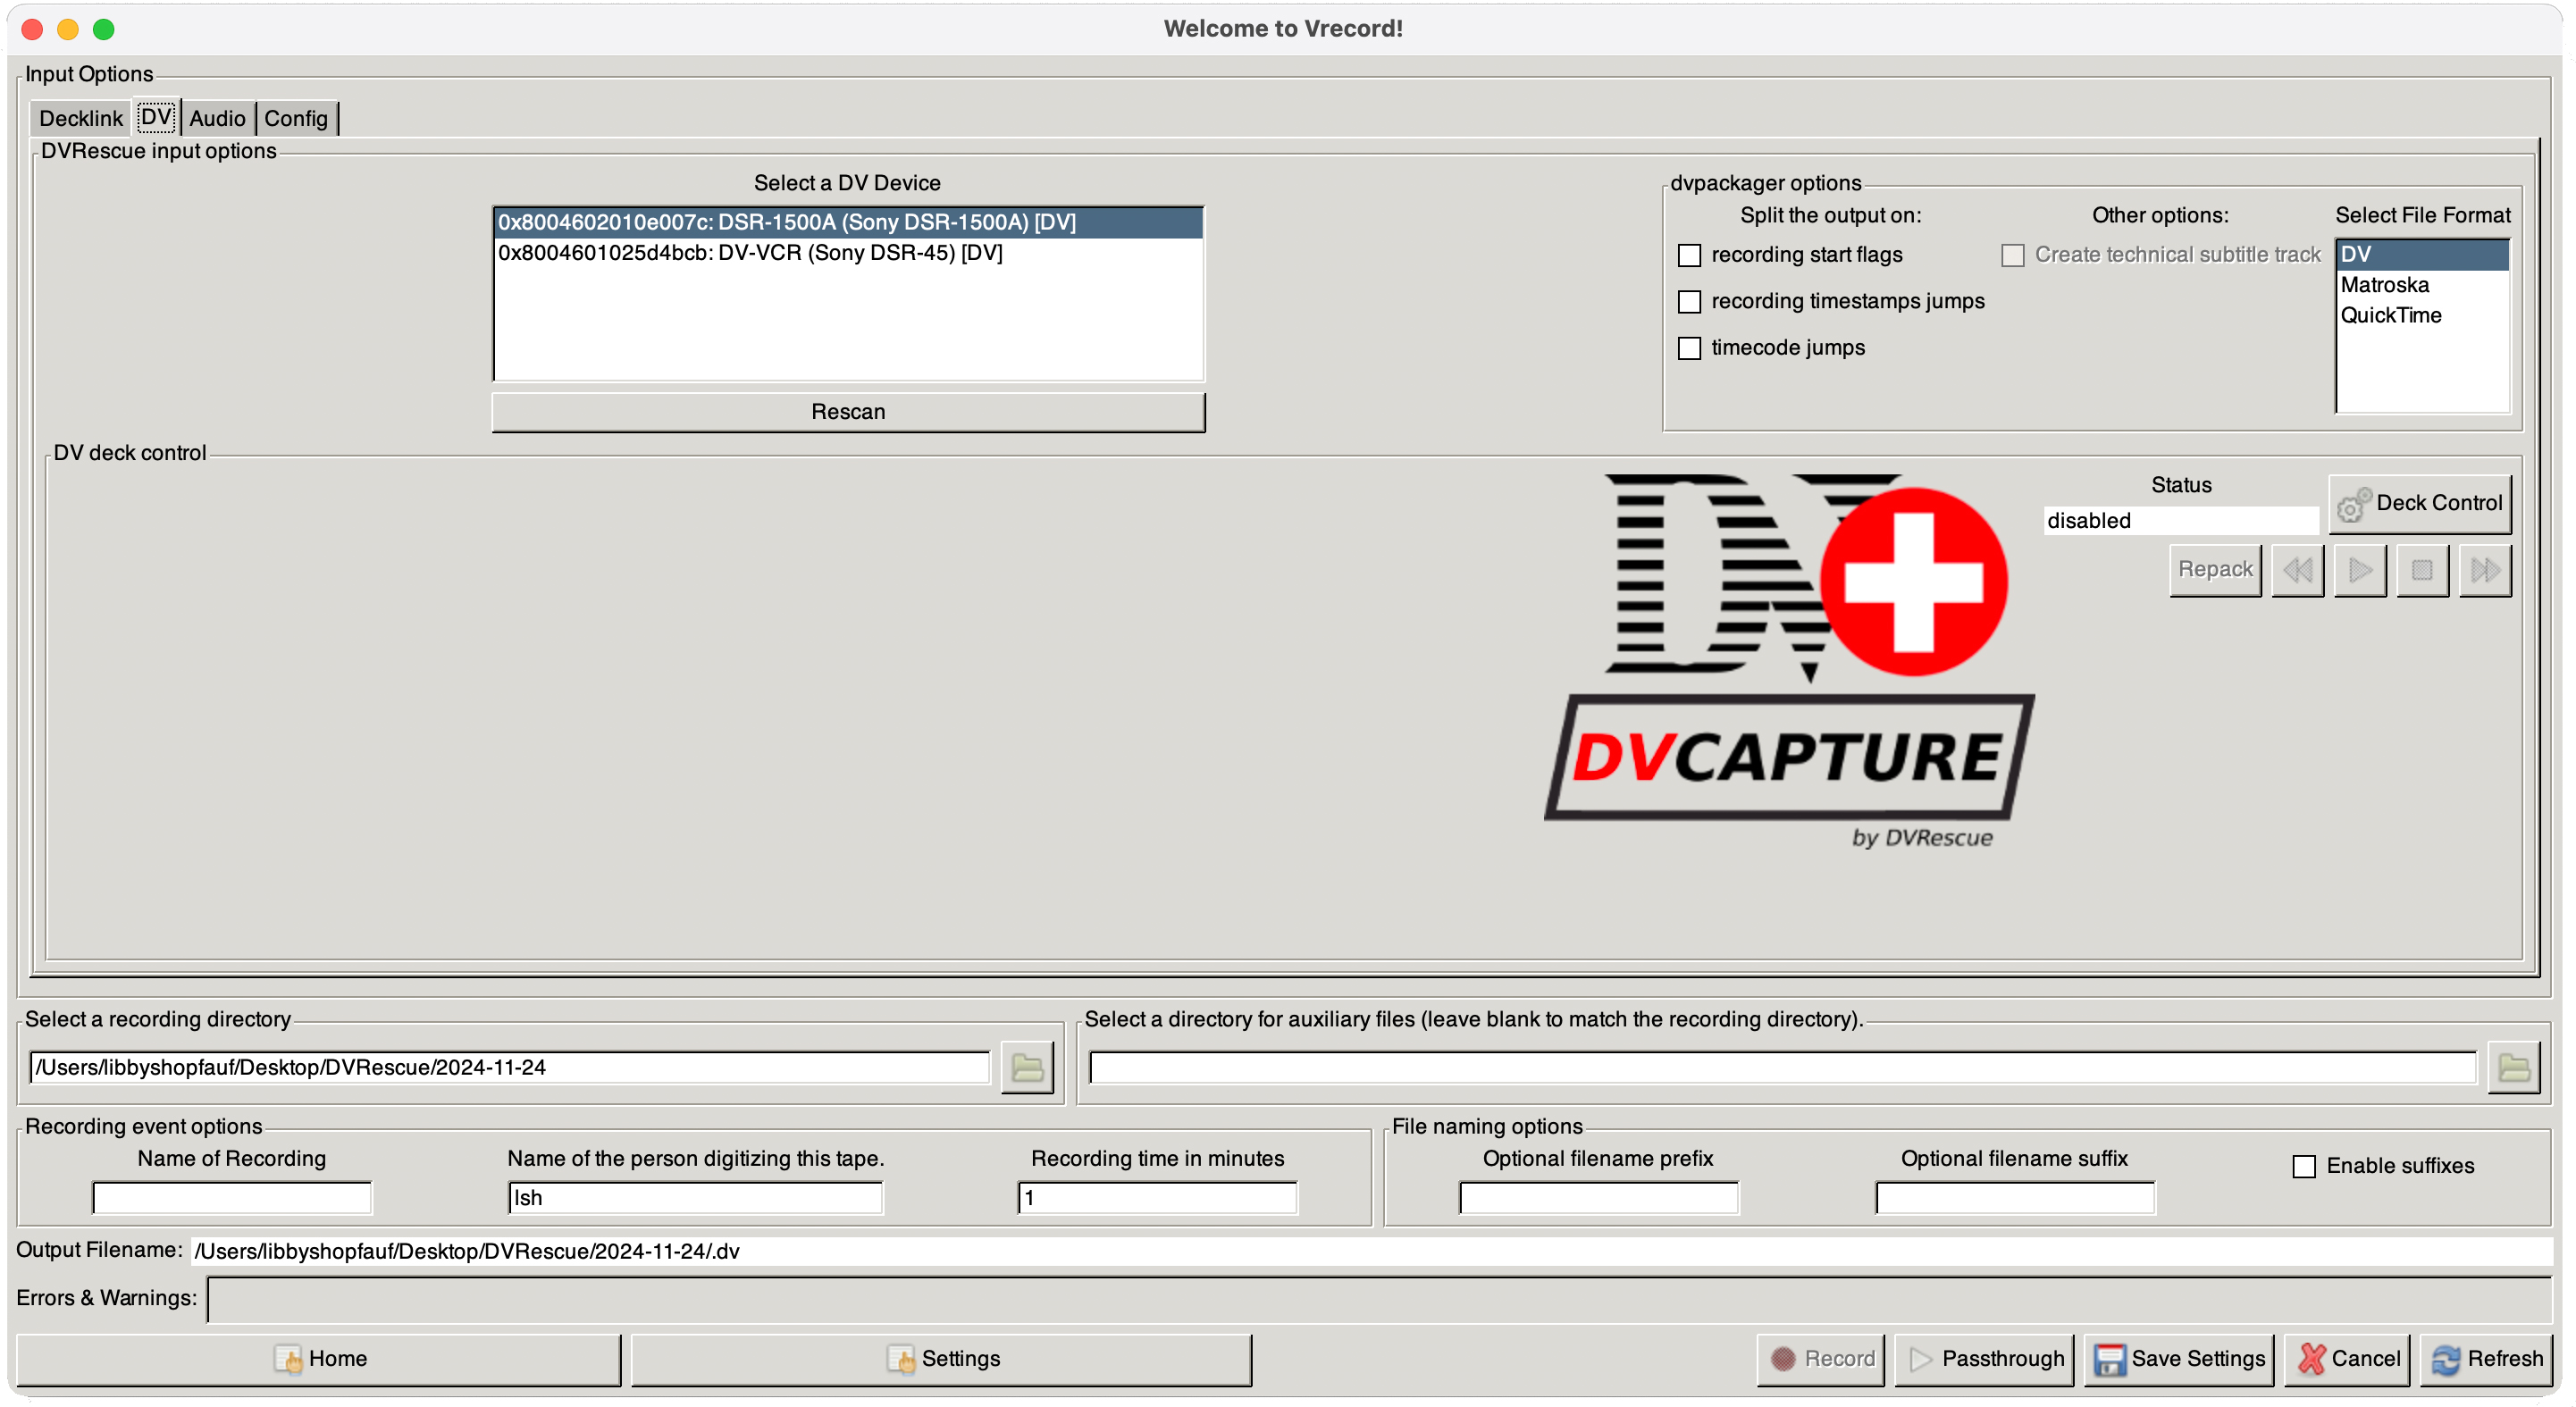 Welcome to Vrecord!
Input Options
Decklink DV Audio Config
DVRescue input options
Select a DV Device
0x8004602010e007c: DSR-1500A (Sony DSR-1500A) [DV]
0x8004601025d4bcb: DV-VCR (Sony DSR-45) [DV]
Rescan
dvpackager options
Split the output on:
recording start flags
recording timestamps jumps
timecode jumps
Other options:
Create technical subtitle track
Select File Format
DV
Matroska
QuickTime
DV deck control
DV
DVCAPTURE
by DVRescue
Status
disabled
Deck Control
Repack
Select a recording directory
/Users/libbyshopfauf/Desktop/DVRescue/2024-11-24
Select a directory for auxiliary files (leave blank to match the recording directory).
Recording event options
Name of Recording
Name of the person digitizing this tape.
lsh
Recording time in minutes
1
File naming options
Optional filename prefix
Optional filename suffix
Enable suffixes
Output Filename: /Users/libbyshopfauf/Desktop/DVRescue/2024-11-24/.dv
Errors & Warnings:
Home Settings Record Passthrough Save Settings Cancel Refresh